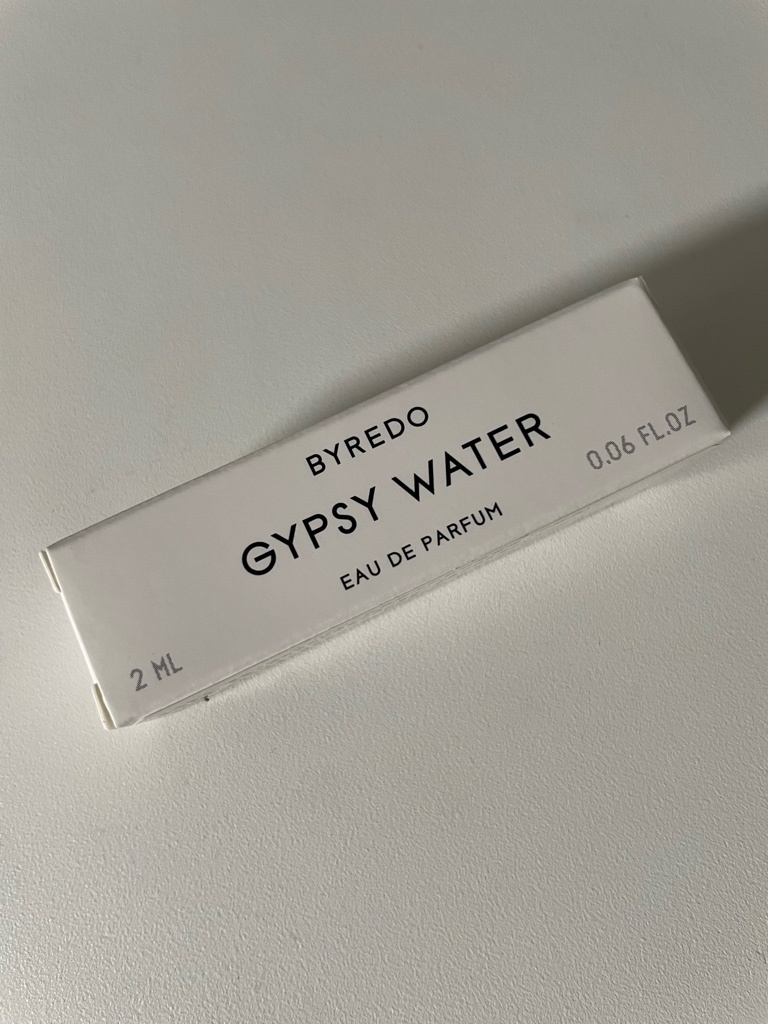 BYREDO
GYPSY WATER
EAU DE PARFUM
2 ML
0.06 FL.OZ